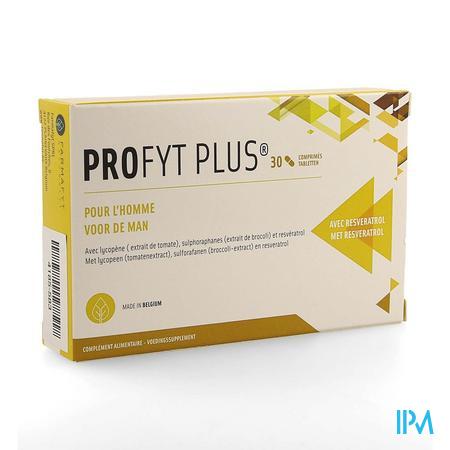 PROFYT PLUS®
30 COMPRIMÉS
TABLETTEN
POUR L'HOMME
VOOR DE MAN
Avec lycopène ( extrait de tomate), sulphoraphanes (extrait de brocoli) et resvératrol
Met lycopeen (tomatenextract), sulforafanen (broccoli-extract) en resveratrol
AVEC RESVERATROL
MET RESVERATROL
MADE IN BELGIUM
COMPLÉMENT ALIMENTAIRE - VOEDINGSSUPPLEMENT
FARMAFYT
IPM